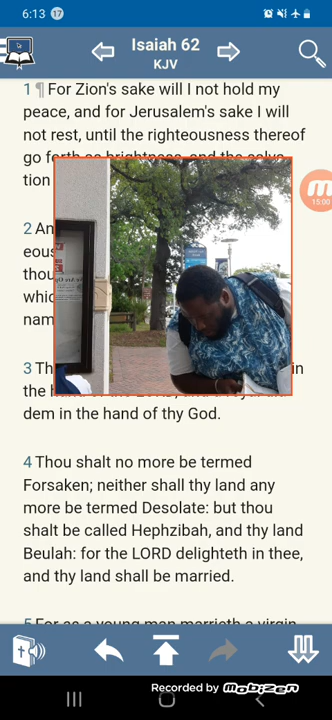 6:13 17
Isaiah 62
KJV
1 ¶ For Zion's sake will I not hold my
peace, and for Jerusalem's sake I will
not rest, until the righteousness thereof
go forth as brightness, and the salva
tion
2 An
eous
thou
whic
nam
3 Th in
the
dem in the hand of thy God.
4 Thou shalt no more be termed
Forsaken; neither shall thy land any
more be termed Desolate: but thou
shalt be called Hephzibah, and thy land
Beulah: for the LORD delighteth in thee,
and thy land shall be married.
5 For as a young man marrieth a virgin
15:00
Recorded by mobizen